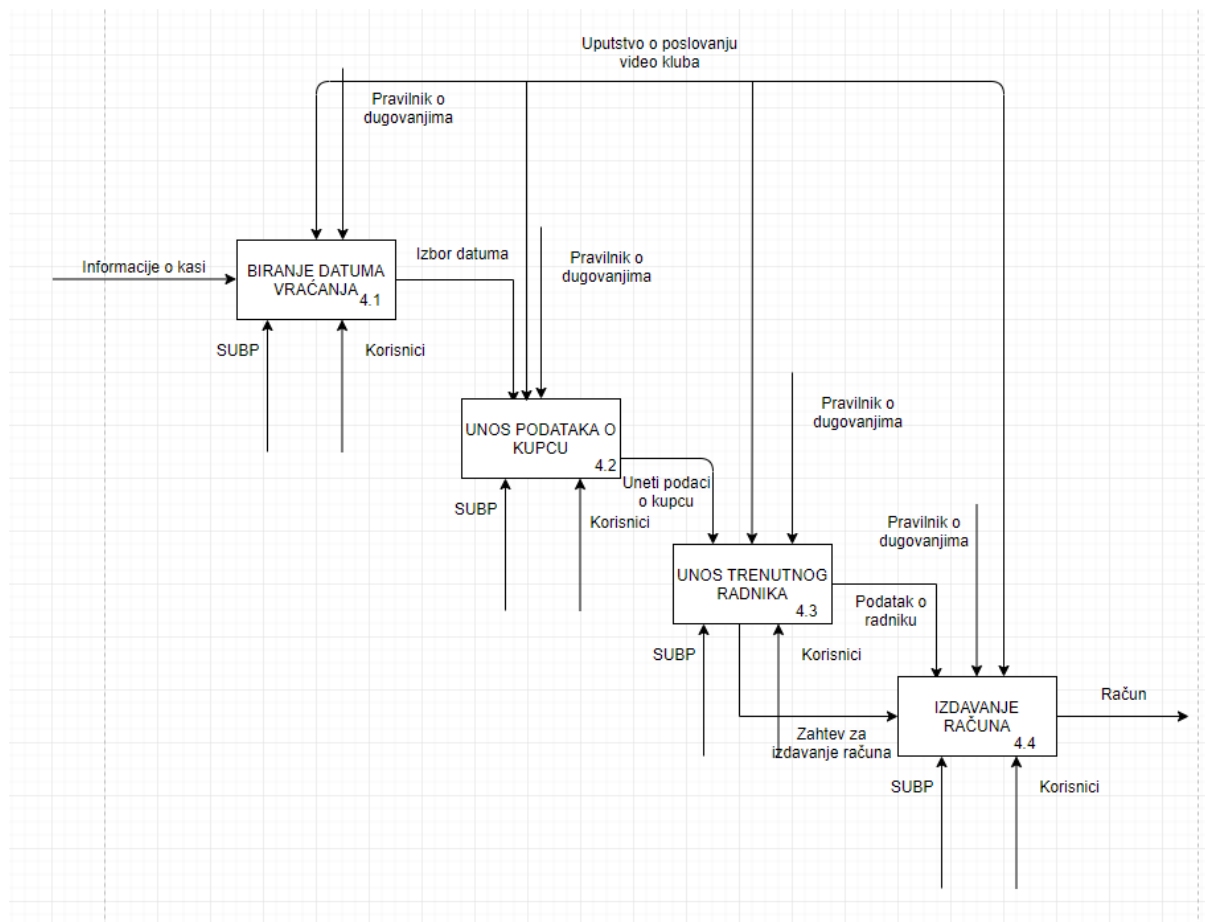 Uputstvo o poslovanju
video kluba
Pravilnik o
dugovanjima
Informacije o kasi
BIRANJE DATUMA
VRAĆANJA
4.1
Izbor datuma
Pravilnik o
dugovanjima
SUBP
Korisnici
UNOS PODATAKA O
KUPCU
4.2
Pravilnik o
dugovanjima
Uneti podaci
o kupcu
SUBP
Korisnici
UNOS TRENUTNOG
RADNIKA
4.3
Pravilnik o
dugovanjima
Podatak o
radniku
SUBP
Korisnici
IZDAVANJE
RAČUNA
4.4
Račun
Zahtev za
izdavanje računa
SUBP
Korisnici